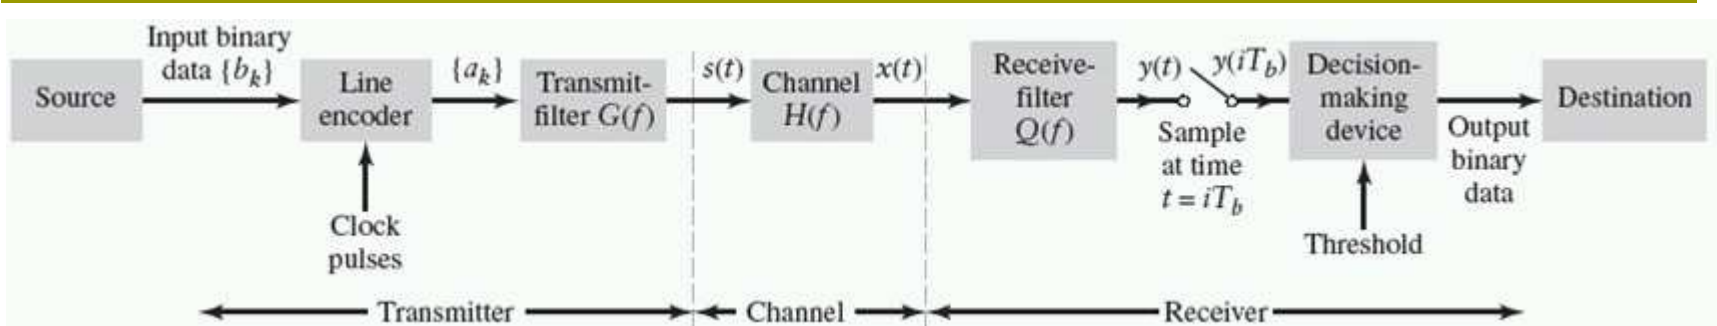 Source
Input binary
data {b_k}
Line
encoder
Clock
pulses
{a_k}
Transmit-
filter G(f)
s(t)
Channel
H(f)
x(t)
Receive-
filter
Q(f)
y(t)
y(iT_b)
Sample
at time
t = iT_b
Decision-
making
device
Threshold
Output
binary
data
Destination
Transmitter
Channel
Receiver